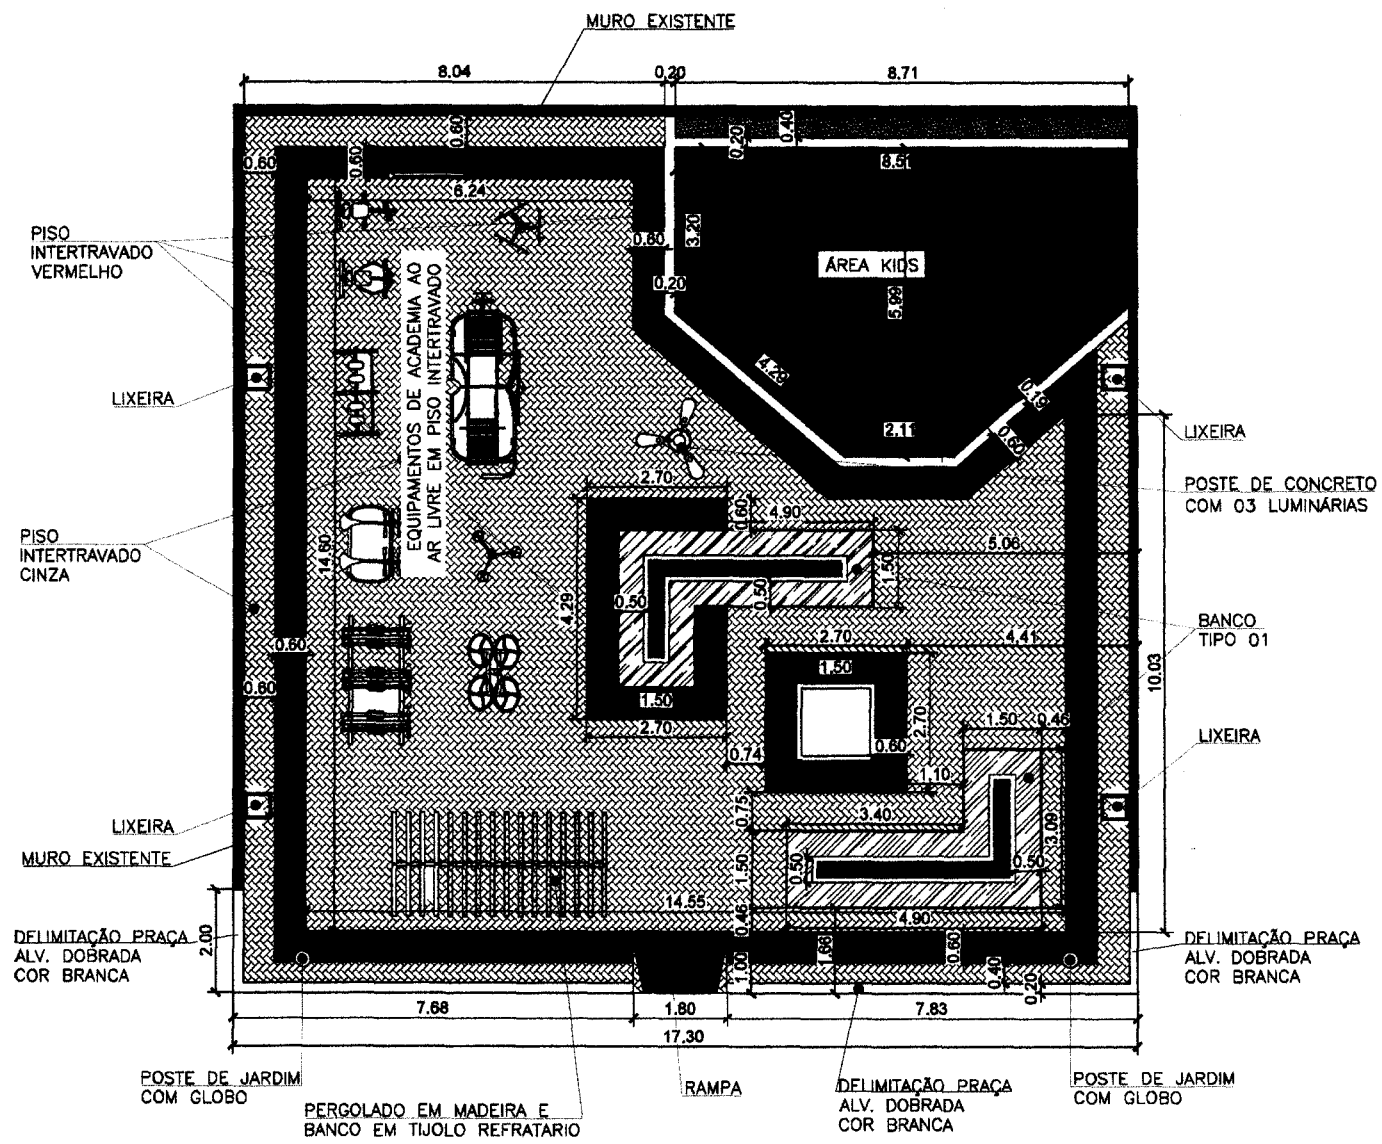 MURO EXISTENTE
8.04
0.20
8.71
0.60
0.20
0.40
0.60
0.60
8.51
6.24
PISO
INTERTRAVADO
VERMELHO
0.60
3.20
ÁREA KIDS
0.20
5.99
EQUIPAMENTOS DE ACADEMIA AO
AR LIVRE EM PISO INTERTRAVADO
4.28
LIXEIRA
0.19
2.11
0.60
LIXEIRA
2.70
POSTE DE CONCRETO
COM 03 LUMINÁRIAS
0.60
4.90
PISO
INTERTRAVADO
CINZA
14.60
5.06
1.50
4.29
0.50
0.50
BANCO
TIPO 01
0.60
2.70
4.41
1.50
10.03
0.60
1.50
2.70
1.50
0.46
2.70
0.60
LIXEIRA
0.74
1.10
0.75
3.40
3.09
LIXEIRA
MURO EXISTENTE
1.50
0.50
0.50
14.55
4.90
0.46
2.00
DELIMITAÇÃO PRAÇA
ALV. DOBRADA
COR BRANCA
1.00
1.66
0.60
0.40
0.20
DELIMITAÇÃO PRAÇA
ALV. DOBRADA
COR BRANCA
7.68
1.80
7.83
17.30
POSTE DE JARDIM
COM GLOBO
PERGOLADO EM MADEIRA E
BANCO EM TIJOLO REFRATARIO
RAMPA
DELIMITAÇÃO PRAÇA
ALV. DOBRADA
COR BRANCA
POSTE DE JARDIM
COM GLOBO